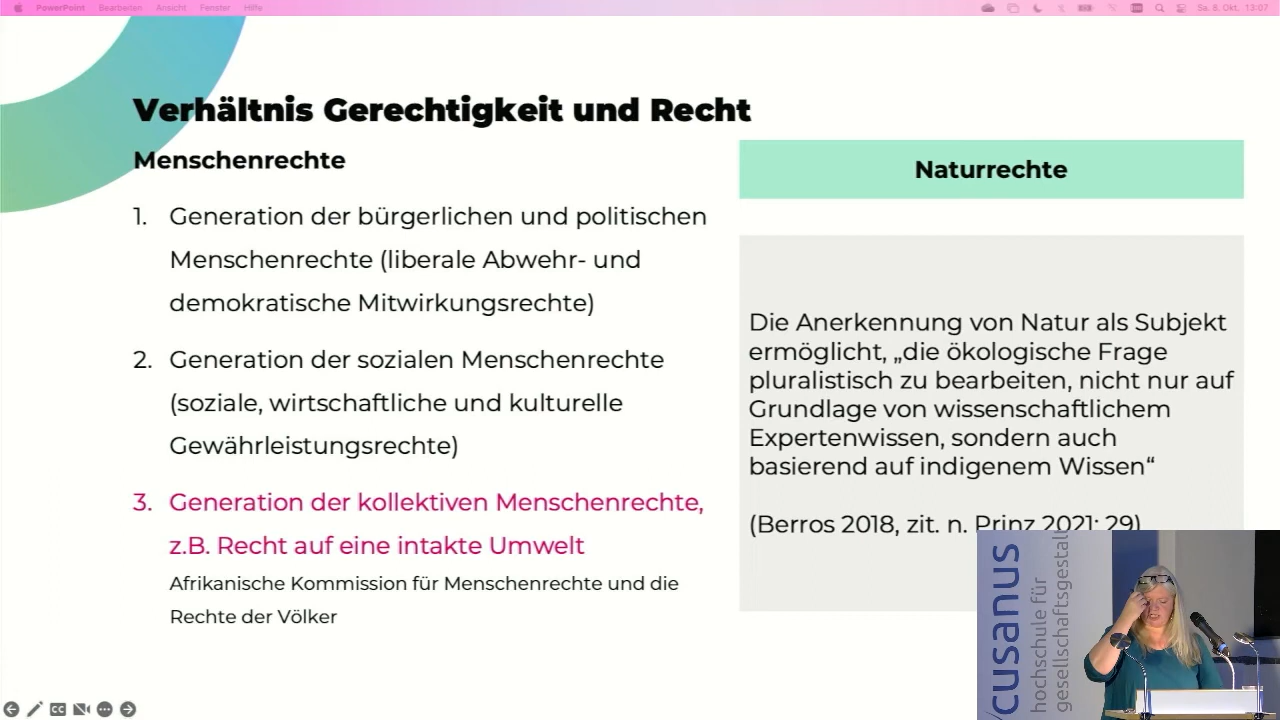 PowerPoint Bearbeiten Ansicht Fenster Hilfe
Sa. 8. Okt. 13:07
Verhältnis Gerechtigkeit und Recht
Menschenrechte
1. Generation der bürgerlichen und politischen
Menschenrechte (liberale Abwehr- und
demokratische Mitwirkungsrechte)
2. Generation der sozialen Menschenrechte
(soziale, wirtschaftliche und kulturelle
Gewährleistungsrechte)
3. Generation der kollektiven Menschenrechte,
z.B. Recht auf eine intakte Umwelt
Afrikanische Kommission für Menschenrechte und die
Rechte der Völker
Naturrechte
Die Anerkennung von Natur als Subjekt
ermöglicht, „die ökologische Frage
pluralistisch zu bearbeiten, nicht nur auf
Grundlage von wissenschaftlichem
Expertenwissen, sondern auch
basierend auf indigenem Wissen“
(Berros 2018, zit. n. Prinz 2021: 29)
cusanus
hochschule für
gesellschaftsgestalt
CC